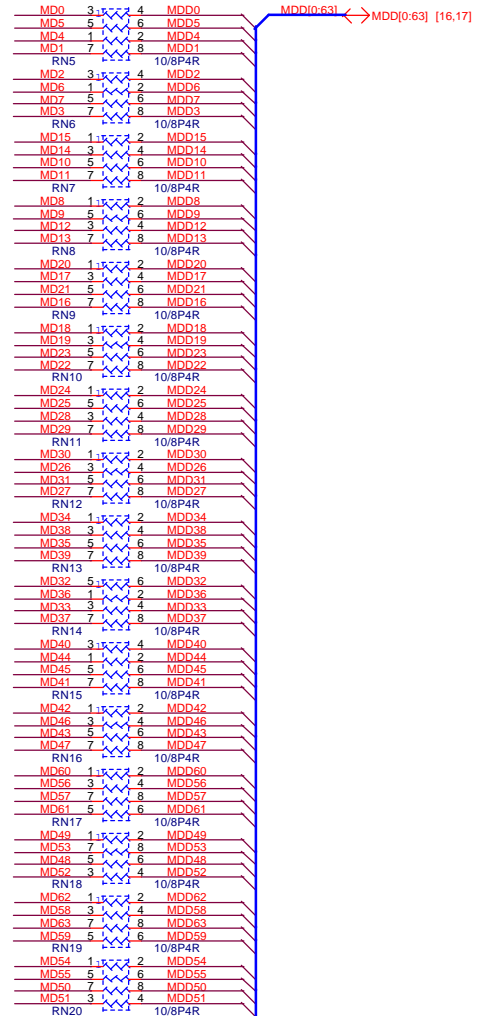 MDD[0:63] MDD[0:63] [16,17]
MD0 3 1 4 MDD0
MD5 5 6 MDD5
MD4 1 2 MDD4
MD1 7 8 MDD1
RN5 10/8P4R
MD2 3 1 4 MDD2
MD6 1 2 MDD6
MD7 5 6 MDD7
MD3 7 8 MDD3
RN6 10/8P4R
MD15 1 1 2 MDD15
MD14 3 4 MDD14
MD10 5 6 MDD10
MD11 7 8 MDD11
RN7 10/8P4R
MD8 1 1 2 MDD8
MD9 5 6 MDD9
MD12 3 4 MDD12
MD13 7 8 MDD13
RN8 10/8P4R
MD20 1 1 2 MDD20
MD17 3 4 MDD17
MD21 5 6 MDD21
MD16 7 8 MDD16
RN9 10/8P4R
MD18 1 1 2 MDD18
MD19 3 4 MDD19
MD23 5 6 MDD23
MD22 7 8 MDD22
RN10 10/8P4R
MD24 1 1 2 MDD24
MD25 5 6 MDD25
MD28 3 4 MDD28
MD29 7 8 MDD29
RN11 10/8P4R
MD30 1 1 2 MDD30
MD26 3 4 MDD26
MD31 5 6 MDD31
MD27 7 8 MDD27
RN12 10/8P4R
MD34 1 1 2 MDD34
MD38 3 4 MDD38
MD35 5 6 MDD35
MD39 7 8 MDD39
RN13 10/8P4R
MD32 5 1 6 MDD32
MD36 1 2 MDD36
MD33 3 4 MDD33
MD37 7 8 MDD37
RN14 10/8P4R
MD40 3 1 4 MDD40
MD44 1 2 MDD44
MD45 5 6 MDD45
MD41 7 8 MDD41
RN15 10/8P4R
MD42 1 1 2 MDD42
MD46 3 4 MDD46
MD43 5 6 MDD43
MD47 7 8 MDD47
RN16 10/8P4R
MD60 1 1 2 MDD60
MD56 3 4 MDD56
MD57 7 8 MDD57
MD61 5 6 MDD61
RN17 10/8P4R
MD49 1 1 2 MDD49
MD53 7 8 MDD53
MD48 5 6 MDD48
MD52 3 4 MDD52
RN18 10/8P4R
MD62 1 1 2 MDD62
MD58 3 4 MDD58
MD63 7 8 MDD63
MD59 5 6 MDD59
RN19 10/8P4R
MD54 1 1 2 MDD54
MD55 5 6 MDD55
MD50 7 8 MDD50
MD51 3 4 MDD51
RN20 10/8P4R